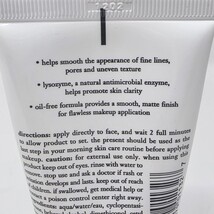 1202
• helps smooth the appearance of fine lines,
pores and uneven texture
• lysozyme, a natural antimicrobial enzyme,
helps promote skin clarity
• oil-free formula provides a smooth, matte finish
for flawless makeup application
directions: apply directly to face, and wait 2 full minutes
to allow product to set. the present should be used as
the step in your morning skin care routine before applying
makeup. caution: for external use only. when using this
keep out of eyes. rinse with water to
remove. stop use and ask a doctor if rash or
develops and lasts. keep out of reach
of children. if swallowed, get medical help or
a poison control center right away.
aqua/water/eau,